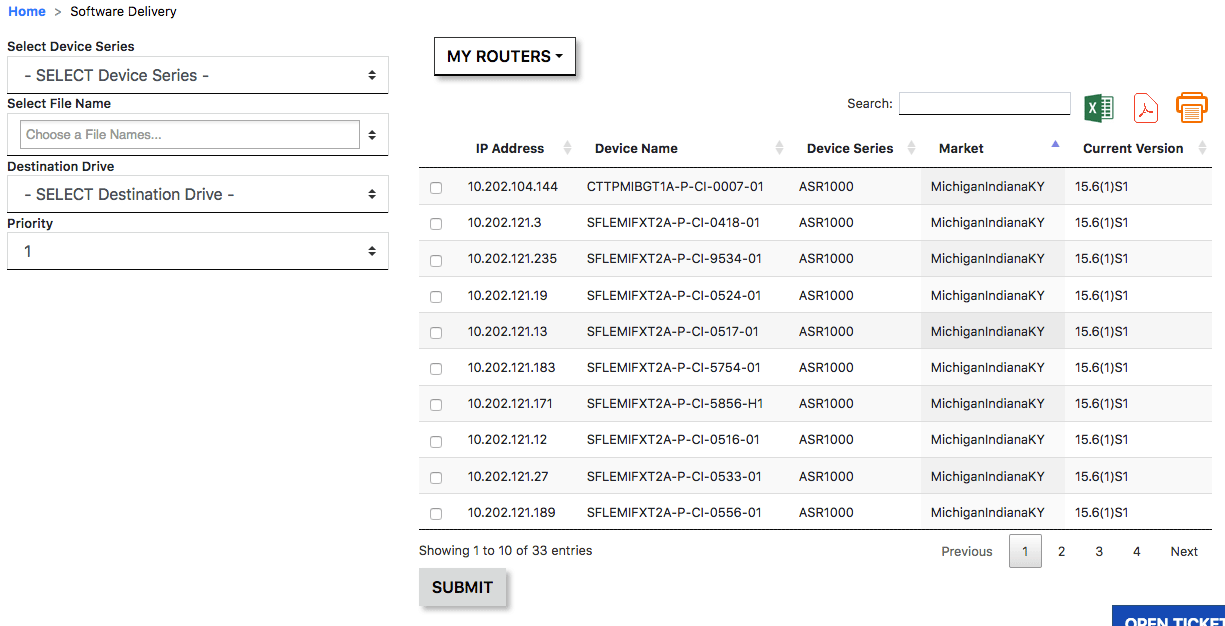 Home > Software Delivery
Select Device Series
- SELECT Device Series -
Select File Name
Choose a File Names...
Destination Drive
- SELECT Destination Drive -
Priority
1
MY ROUTERS
Search:
IP Address Device Name Device Series Market Current Version
10.202.104.144 CTTPMIBGT1A-P-CI-0007-01 ASR1000 MichiganIndianaKY 15.6(1)S1
10.202.121.3 SFLEMIFXT2A-P-CI-0418-01 ASR1000 MichiganIndianaKY 15.6(1)S1
10.202.121.235 SFLEMIFXT2A-P-CI-9534-01 ASR1000 MichiganIndianaKY 15.6(1)S1
10.202.121.19 SFLEMIFXT2A-P-CI-0524-01 ASR1000 MichiganIndianaKY 15.6(1)S1
10.202.121.13 SFLEMIFXT2A-P-CI-0517-01 ASR1000 MichiganIndianaKY 15.6(1)S1
10.202.121.183 SFLEMIFXT2A-P-CI-5754-01 ASR1000 MichiganIndianaKY 15.6(1)S1
10.202.121.171 SFLEMIFXT2A-P-CI-5856-H1 ASR1000 MichiganIndianaKY 15.6(1)S1
10.202.121.12 SFLEMIFXT2A-P-CI-0516-01 ASR1000 MichiganIndianaKY 15.6(1)S1
10.202.121.27 SFLEMIFXT2A-P-CI-0533-01 ASR1000 MichiganIndianaKY 15.6(1)S1
10.202.121.189 SFLEMIFXT2A-P-CI-0556-01 ASR1000 MichiganIndianaKY 15.6(1)S1
Showing 1 to 10 of 33 entries
Previous 1 2 3 4 Next
SUBMIT
OPEN TICKET